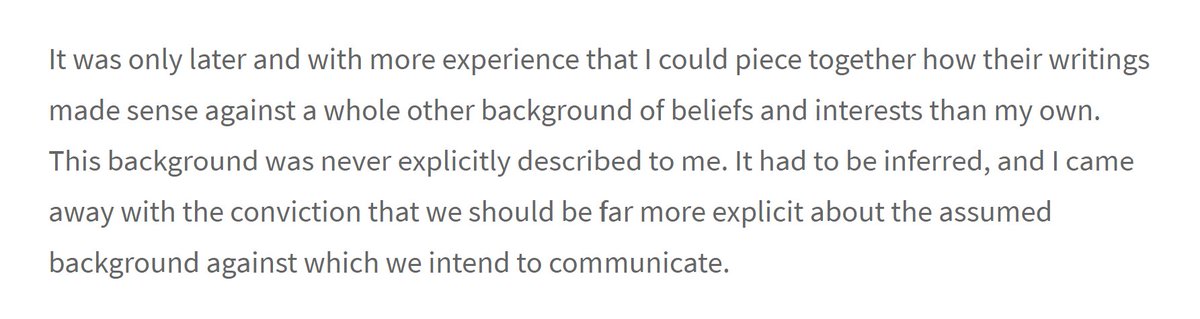 It was only later and with more experience that I could piece together how their writings
made sense against a whole other background of beliefs and interests than my own.
This background was never explicitly described to me. It had to be inferred, and I came
away with the conviction that we should be far more explicit about the assumed
background against which we intend to communicate.